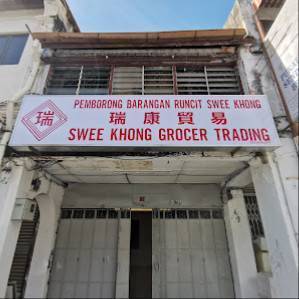 PEMBORONG BARANGAN RUNCIT SWEE KHONG
瑞
瑞康貿易
SWEE KHONG GROCER TRADING